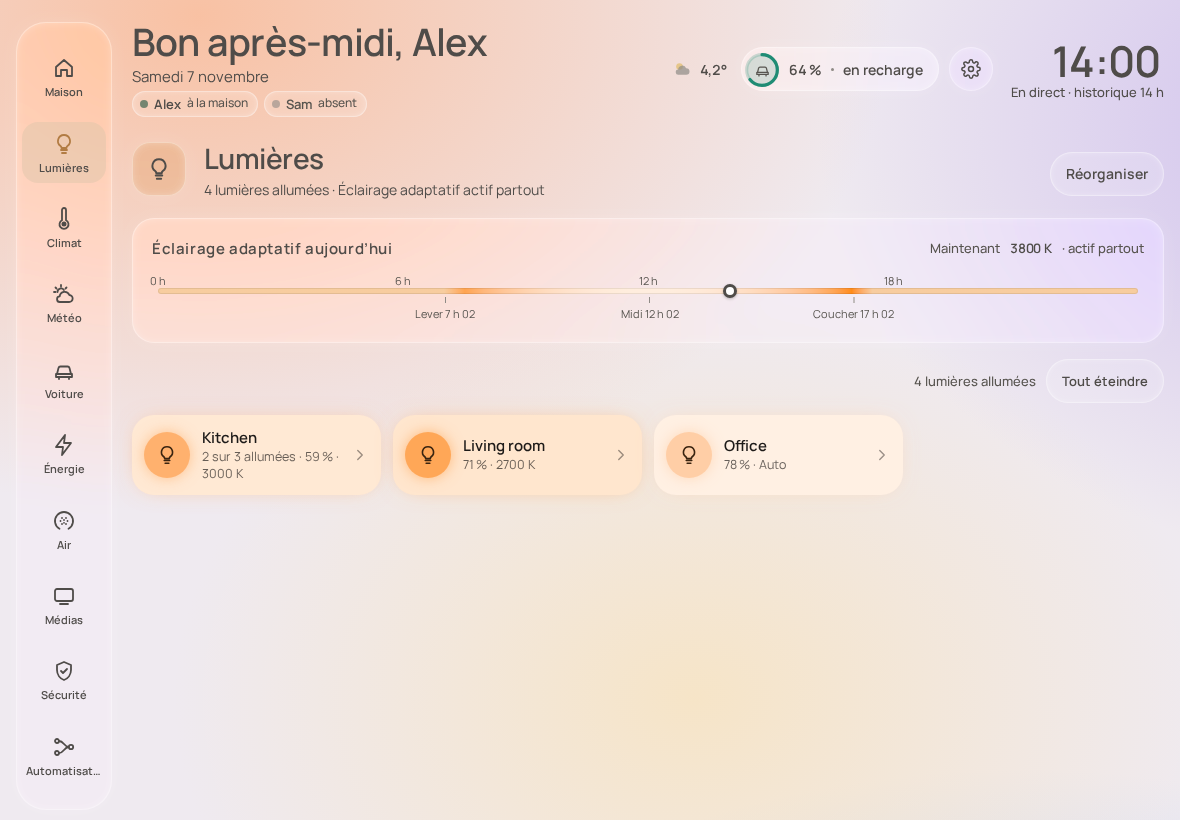 Bon après-midi, Alex
Samedi 7 novembre
Alex à la maison
Sam absent
4,2°
64 % • en recharge
14:00
En direct · historique 14 h
Maison
Lumières
Climat
Météo
Voiture
Énergie
Air
Médias
Sécurité
Automatisat…
Lumières
4 lumières allumées · Éclairage adaptatif actif partout
Réorganiser
Éclairage adaptatif aujourd'hui
Maintenant 3800 K · actif partout
0 h
6 h
12 h
18 h
Lever 7 h 02
Midi 12 h 02
Coucher 17 h 02
4 lumières allumées
Tout éteindre
Kitchen
2 sur 3 allumées · 59 % ·
3000 K
Living room
71 % · 2700 K
Office
78 % · Auto